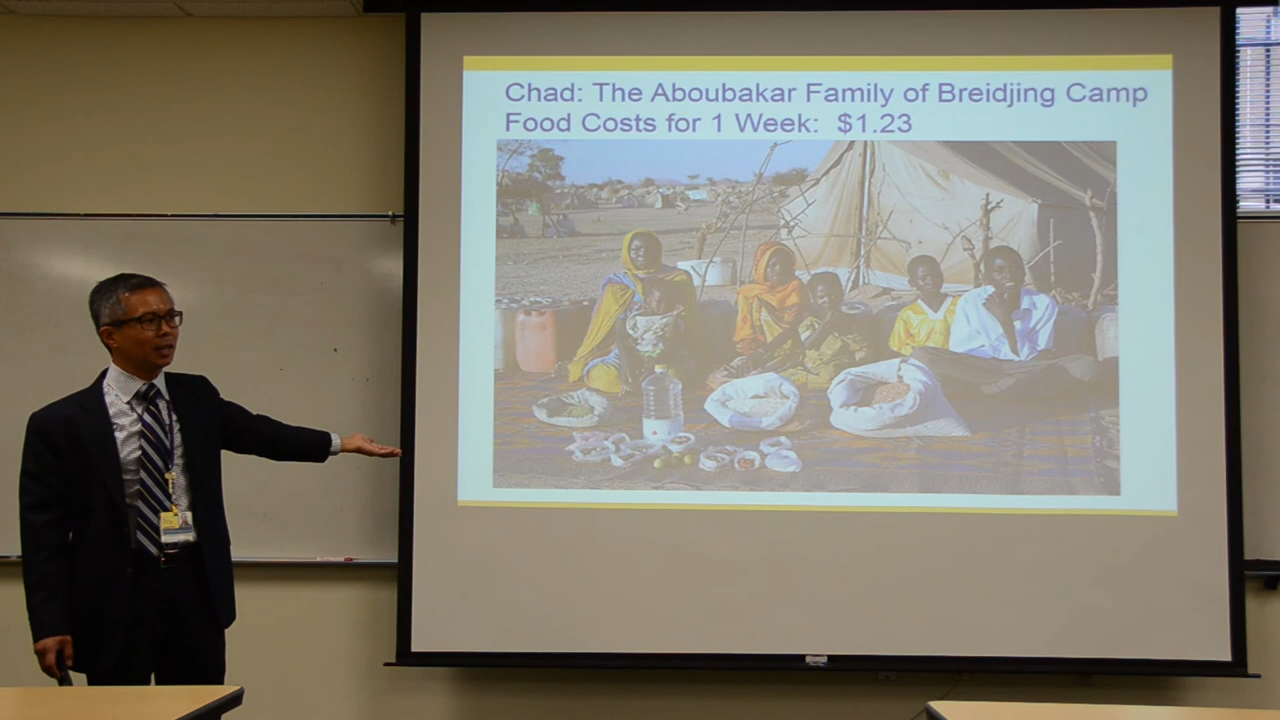 Chad: The Aboubakar Family of Breidjing Camp
Food Costs for 1 Week: $1.23